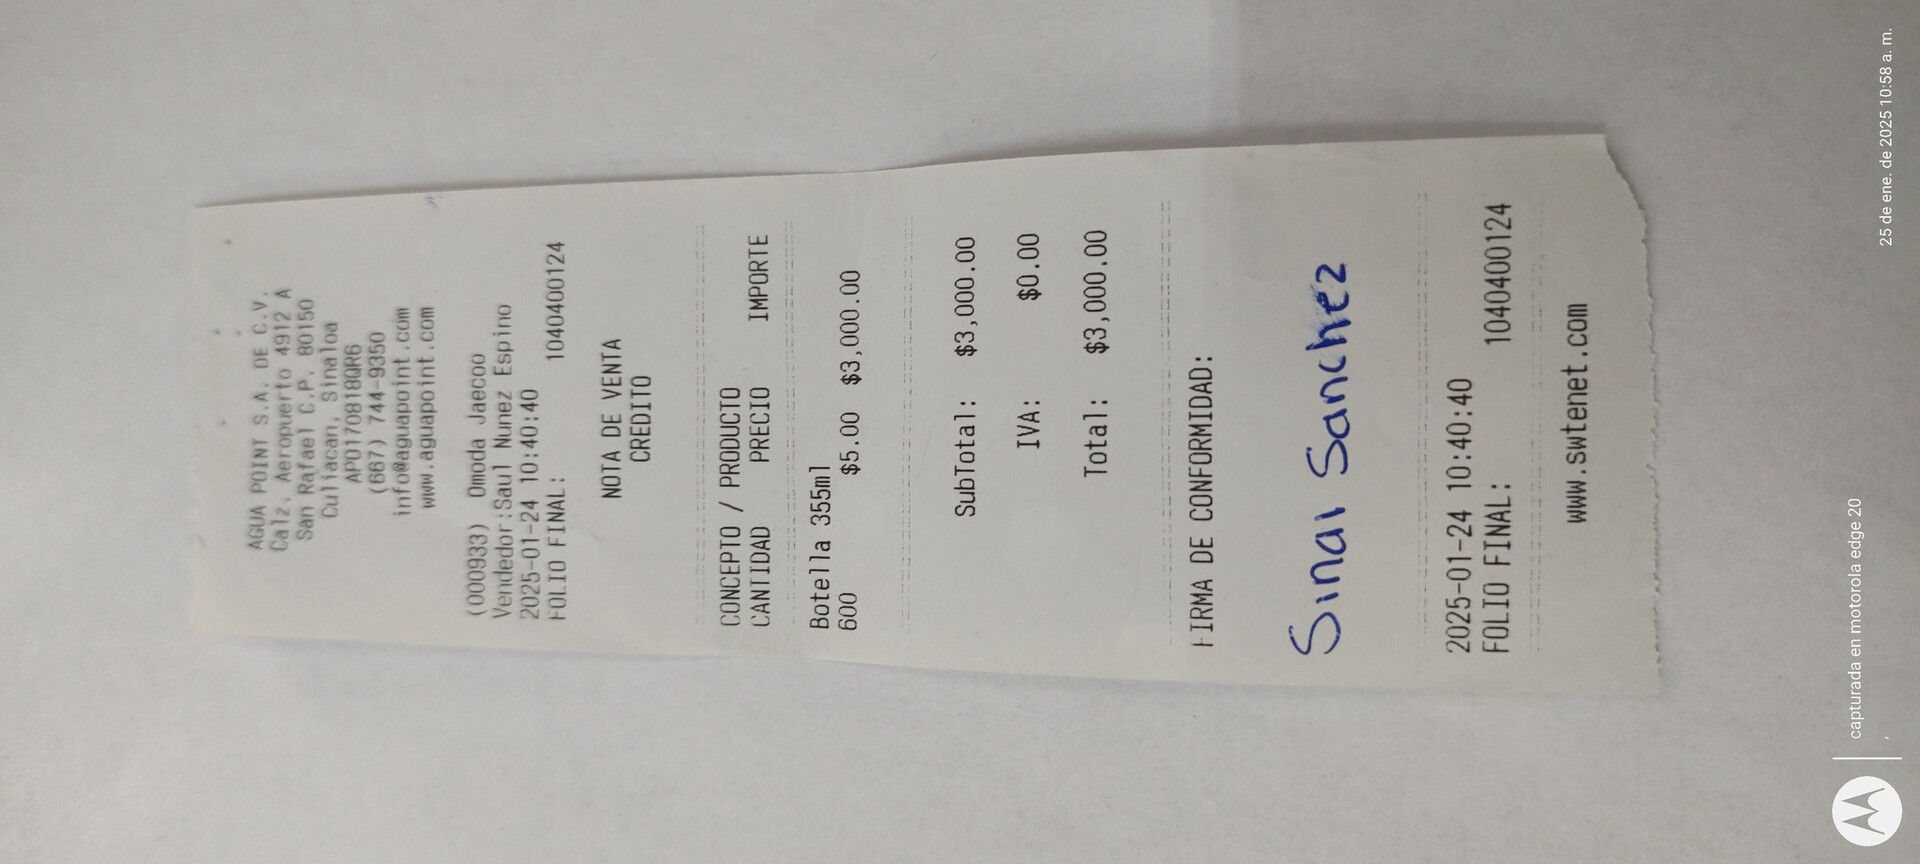 AGUA POINT S.A. DE C.V.
Calz. Aeropuerto 4912 A
San Rafael C.P. 80150
Culiacan, Sinaloa
APO170818QR6
(667) 744-9350
info@aguapoint.com
www.aguapoint.com
(000933) Omoda Jaecoo
Vendedor:Saul Nunez Espino
2025-01-24 10:40:40
FOLIO FINAL: 1040400124
NOTA DE VENTA
CREDITO
CONCEPTO / PRODUCTO
CANTIDAD PRECIO IMPORTE
Botella 355ml
600 $5.00 $3,000.00
SubTotal: $3,000.00
IVA: $0.00
Total: $3,000.00
FIRMA DE CONFORMIDAD:
Sinai Sanchez
2025-01-24 10:40:40
FOLIO FINAL: 1040400124
www.swtenet.com
capturada en motorola edge 20
25 de ene. de 2025 10:58 a. m.